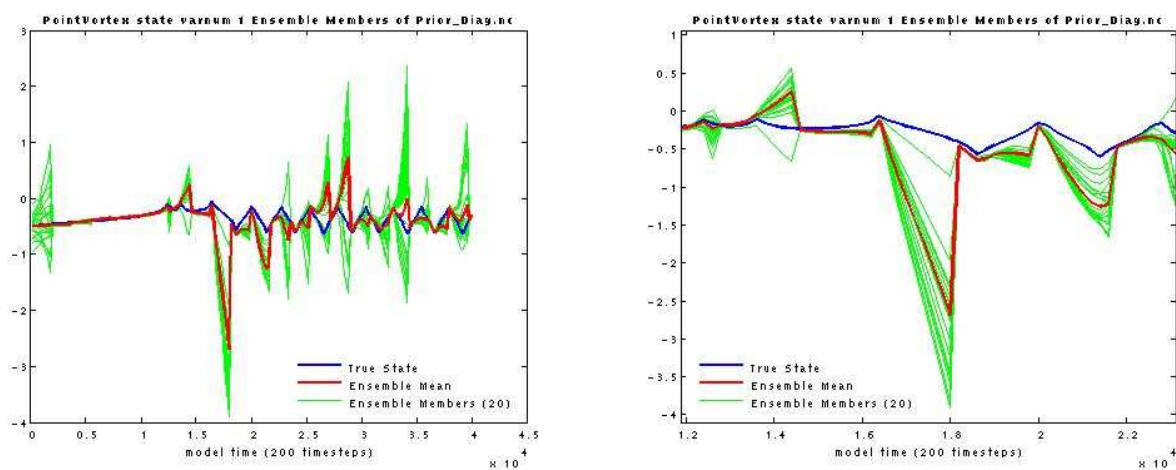 PointVortex state varnum 1 Ensemble Members of Prior_Diag.nc
3
2
1
0
-1
-2
-3
-4
0 0.5 1 1.5 2 2.5 3 3.5 4 4.5
True State
Ensemble Mean
Ensemble Members (20)
model time (200 timesteps)
x 10
4
PointVortex state varnum 1 Ensemble Members of Prior_Diag.nc
1
0.5
0
-0.5
-1
-1.5
-2
-2.5
-3
-3.5
-4
1.2 1.4 1.6 1.8 2 2.2
True State
Ensemble Mean
Ensemble Members (20)
model time (200 timesteps)
x 10